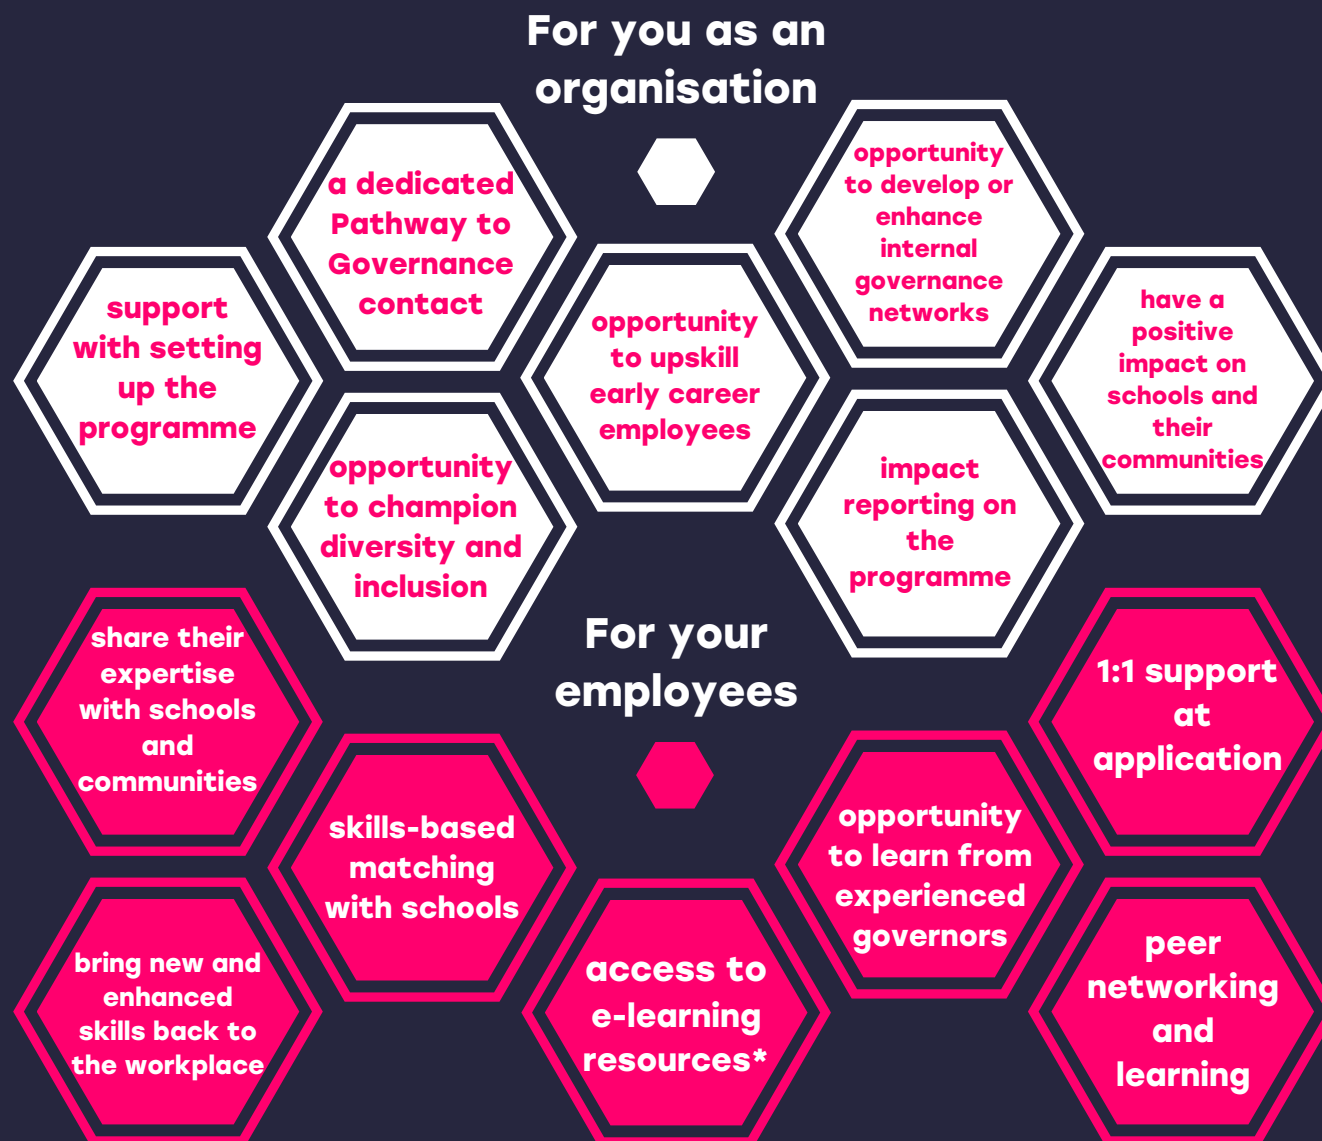 For you as an
organisation
support
with setting
up the
programme
a dedicated
Pathway to
Governance
contact
opportunity
to champion
diversity and
inclusion
opportunity
to upskill
early career
employees
opportunity
to develop or
enhance
internal
governance
networks
impact
reporting on
the
programme
have a
positive
impact on
schools and
their
communities
For your
employees
share their
expertise
with schools
and
communities
bring new and
enhanced
skills back to
the workplace
skills-based
matching
with schools
access to
e-learning
resources*
opportunity
to learn from
experienced
governors
1:1 support
at
application
peer
networking
and
learning